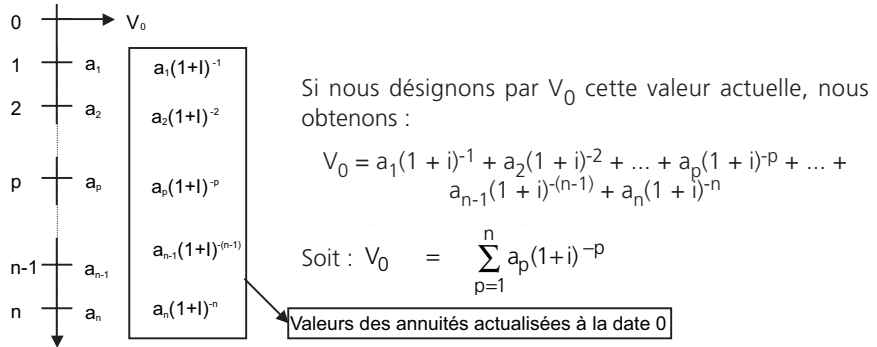 0 V₀
1 a₁ a₁(1+I)⁻¹
2 a₂ a₂(1+I)⁻²
p aₚ aₚ(1+I)⁻ᵖ
n-1 aₙ₋₁ aₙ₋₁(1+I)⁻⁽ⁿ⁻¹⁾
n aₙ aₙ(1+I)⁻ⁿ
Valeurs des annuités actualisées à la date 0
Si nous désignons par V₀ cette valeur actuelle, nous
obtenons :
V₀ = a₁(1 + i)⁻¹ + a₂(1 + i)⁻² + ... + aₚ(1 + i)⁻ᵖ + ... +
aₙ₋₁(1 + i)⁻⁽ⁿ⁻¹⁾ + aₙ(1 + i)⁻ⁿ
n
Soit : V₀ = ∑ aₚ(1+i)⁻ᵖ
p=1